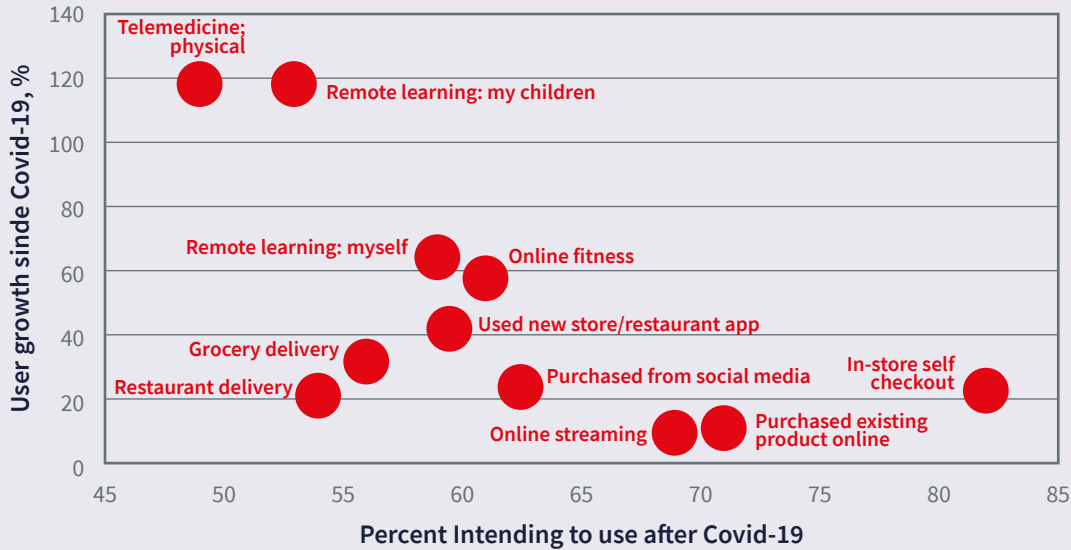 140
120
100
80
60
40
20
0
User growth sinde Covid-19, %
Telemedicine;
physical
Remote learning: my children
Remote learning: myself
Online fitness
Used new store/restaurant app
Grocery delivery
Restaurant delivery
Purchased from social media
In-store self
checkout
Online streaming
Purchased existing
product online
45
50
55
60
65
70
75
80
85
Percent Intending to use after Covid-19